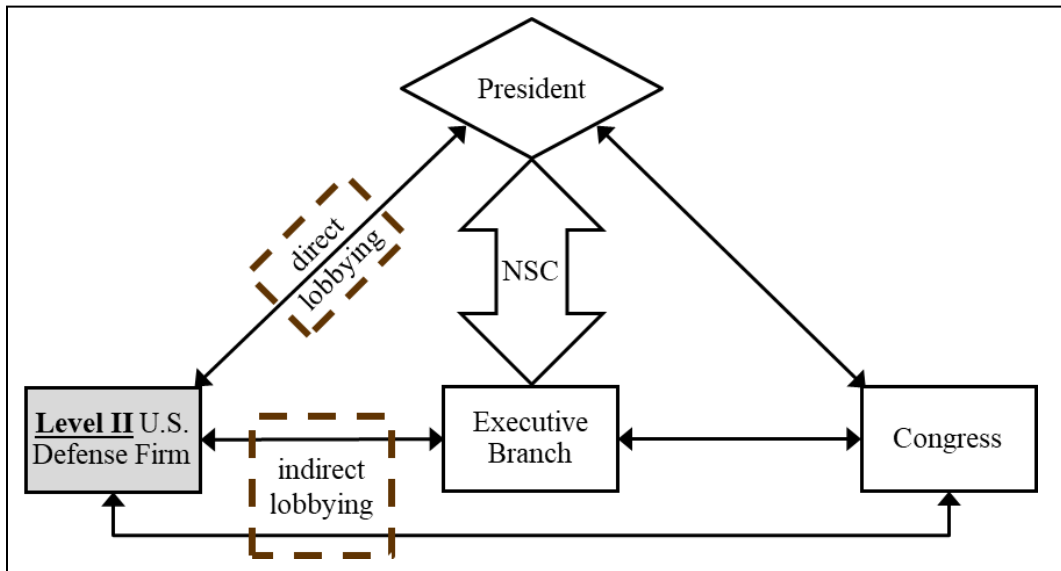 President
direct
lobbying
NSC
Level II U.S.
Defense Firm
indirect
lobbying
Executive
Branch
Congress